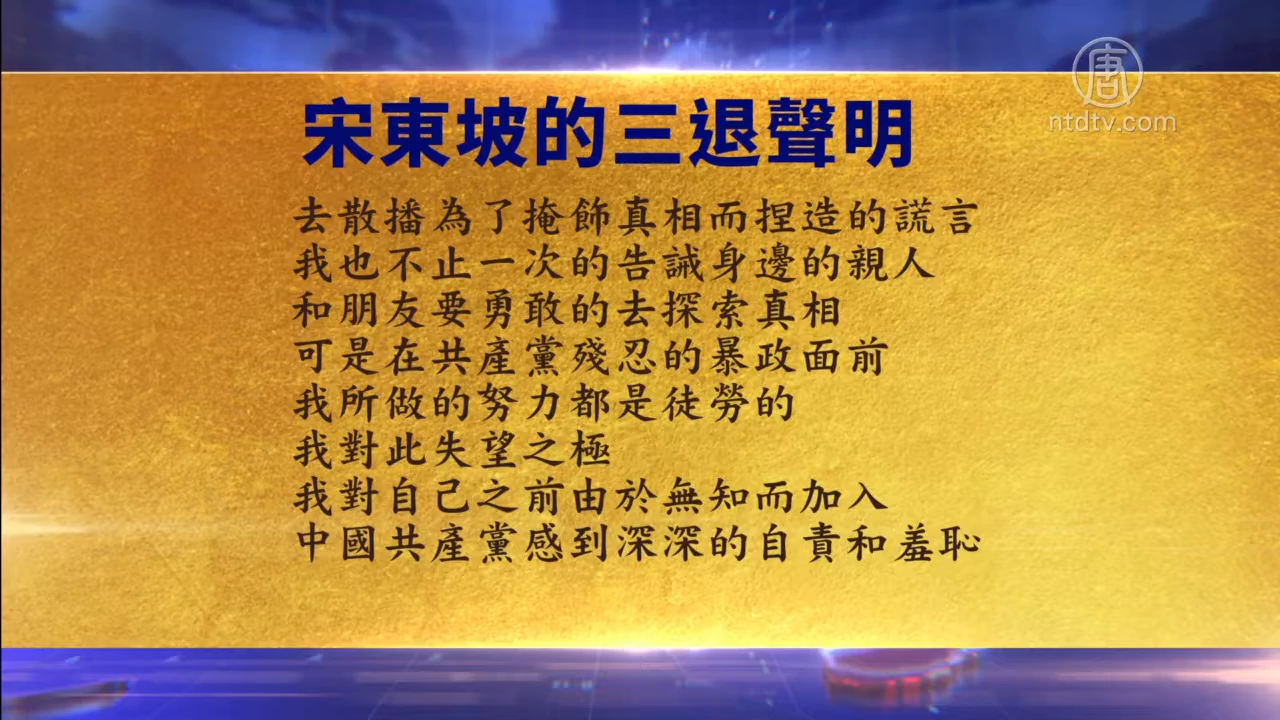 唐
ntdtv.com
宋東坡的三退聲明
去散播為了掩飾真相而捏造的謊言
我也不止一次的告誡身邊的親人
和朋友要勇敢的去探索真相
可是在共產黨殘忍的暴政面前
我所做的努力都是徒勞的
我對此失望之極
我對自己之前由於無知而加入
中國共產黨感到深深的自責和羞恥